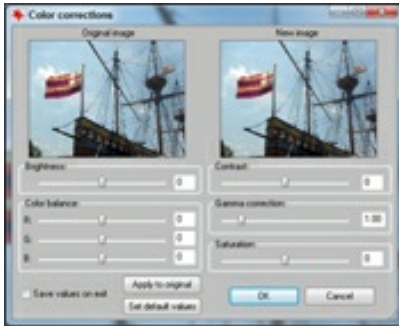 Color corrections
Original image
New image
Brightness:
0
Contrast:
0
Color balance:
R: 0
G: 0
B: 0
Gamma correction:
1.00
Saturation:
0
Save values on exit
Apply to original
Set default values
OK
Cancel